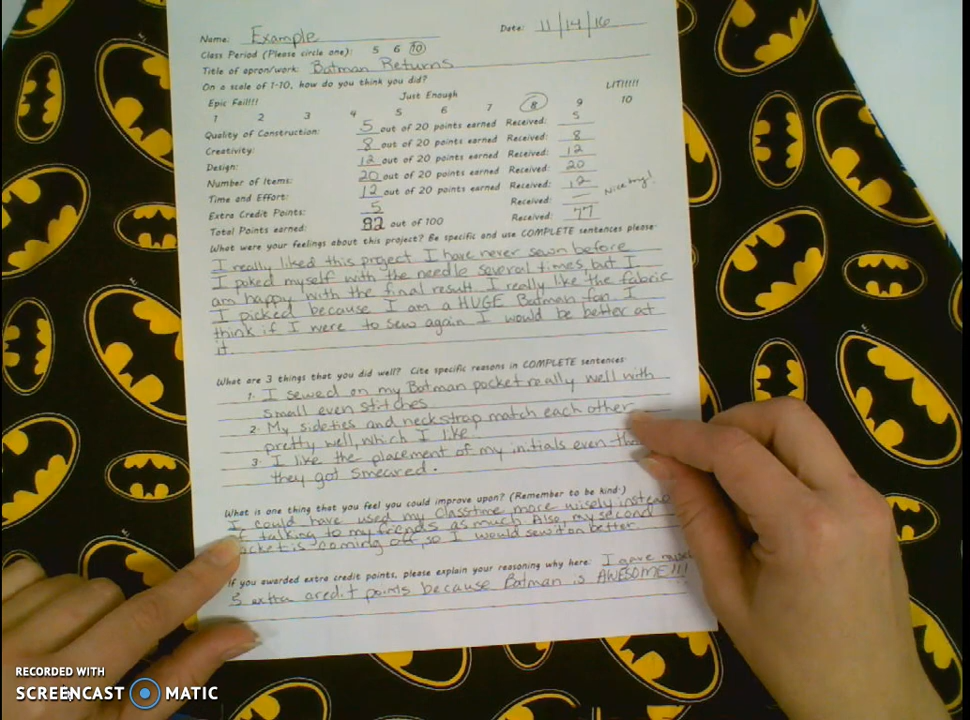 Name: Example Date: 11/14/16
Class Period (Please circle one): 5 6 10
Title of apron/work: Batman Returns
On a scale of 1-10, how do you think you did?
Epic Fail!!!! Just Enough LIT!!!!!
1 2 3 4 5 6 7 8 9 10
Quality of Construction: 5 out of 20 points earned Received: 5
Creativity: 8 out of 20 points earned Received: 8
Design: 12 out of 20 points earned Received: 12
Number of Items: 20 out of 20 points earned Received: 20
Time and Effort: 12 out of 20 points earned Received: 12
Extra Credit Points: 5 Received: — Nice try!
Total Points earned: 82 out of 100 Received: 77
What were your feelings about this project? Be specific and use COMPLETE sentences please.
I really liked this project. I have never sewn before
I poked myself with the needle several times, but I
am happy with the final result. I really like the fabric
I picked because I am a HUGE Batman fan. I
think if I were to sew again I would be better at
it.
What are 3 things that you did well? Cite specific reasons in COMPLETE sentences.
1. I sewed on my Batman pocket really well with
small even stitches
2. My sideties and neckstrap match each other
pretty well, which I like
3. I like the placement of my initials even
they got smeared.
What is one thing that you feel you could improve upon? (Remember to be kind.)
I could have used my classtime more wisely instead
talking to my friends as much. Also, my second
is coming off, so I would sew it on better
If you awarded extra credit points, please explain your reasoning why here: I gave
5 extra credit points because Batman is AWESOME!!!
RECORDED WITH
SCREENCAST MATIC